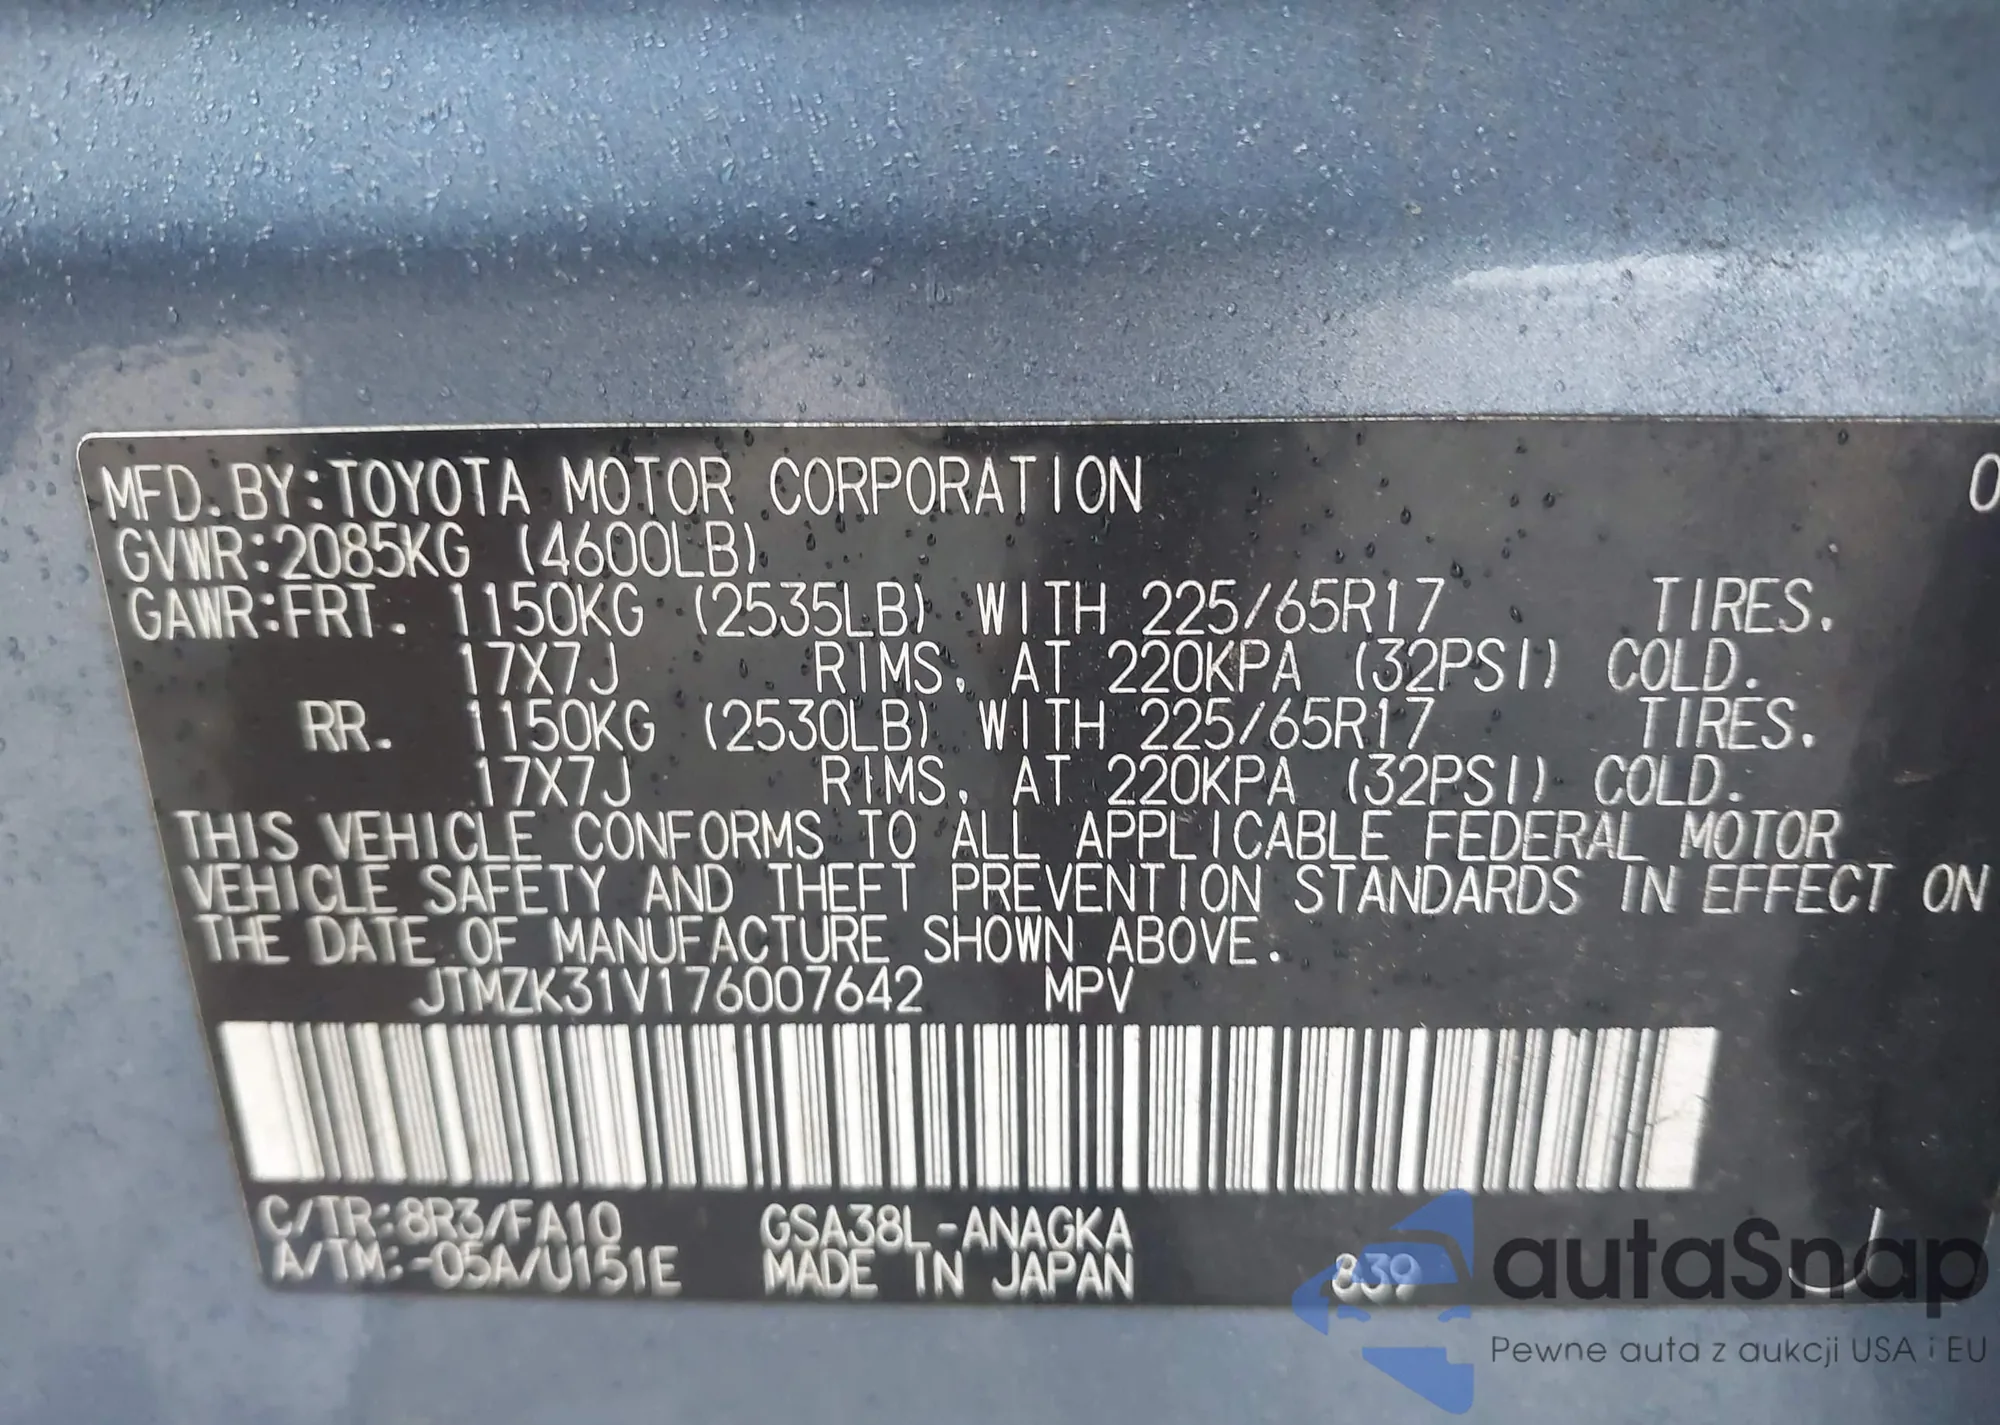 MFD. BY:TOYOTA MOTOR CORPORATION 0
GVWR:2085KG (4600LB)
GAWR:FRT. 1150KG (2535LB) WITH 225/65R17 TIRES.
17X7J RIMS, AT 220KPA (32PSI) COLD.
RR. 1150KG (2530LB) WITH 225/65R17 TIRES.
17X7J RIMS, AT 220KPA (32PSI) COLD.
THIS VEHICLE CONFORMS TO ALL APPLICABLE FEDERAL MOTOR
VEHICLE SAFETY AND THEFT PREVENTION STANDARDS IN EFFECT ON
THE DATE OF MANUFACTURE SHOWN ABOVE.
JTMZK31V176007642 MPV
C/TR:8R3/FA10 GSA38L-ANAGKA
A/TM:-05A/U151E MADE IN JAPAN 839 J
autaSnap
Pewne auta z aukcji USA i EU